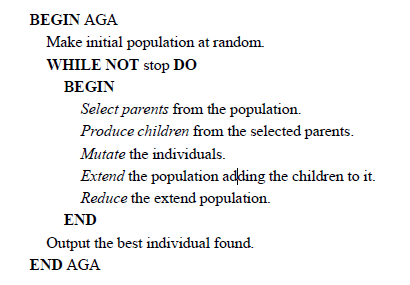 BEGIN AGA
Make initial population at random.
WHILE NOT stop DO
BEGIN
Select parents from the population.
Produce children from the selected parents.
Mutate the individuals.
Extend the population adding the children to it.
Reduce the extend population.
END
Output the best individual found.
END AGA